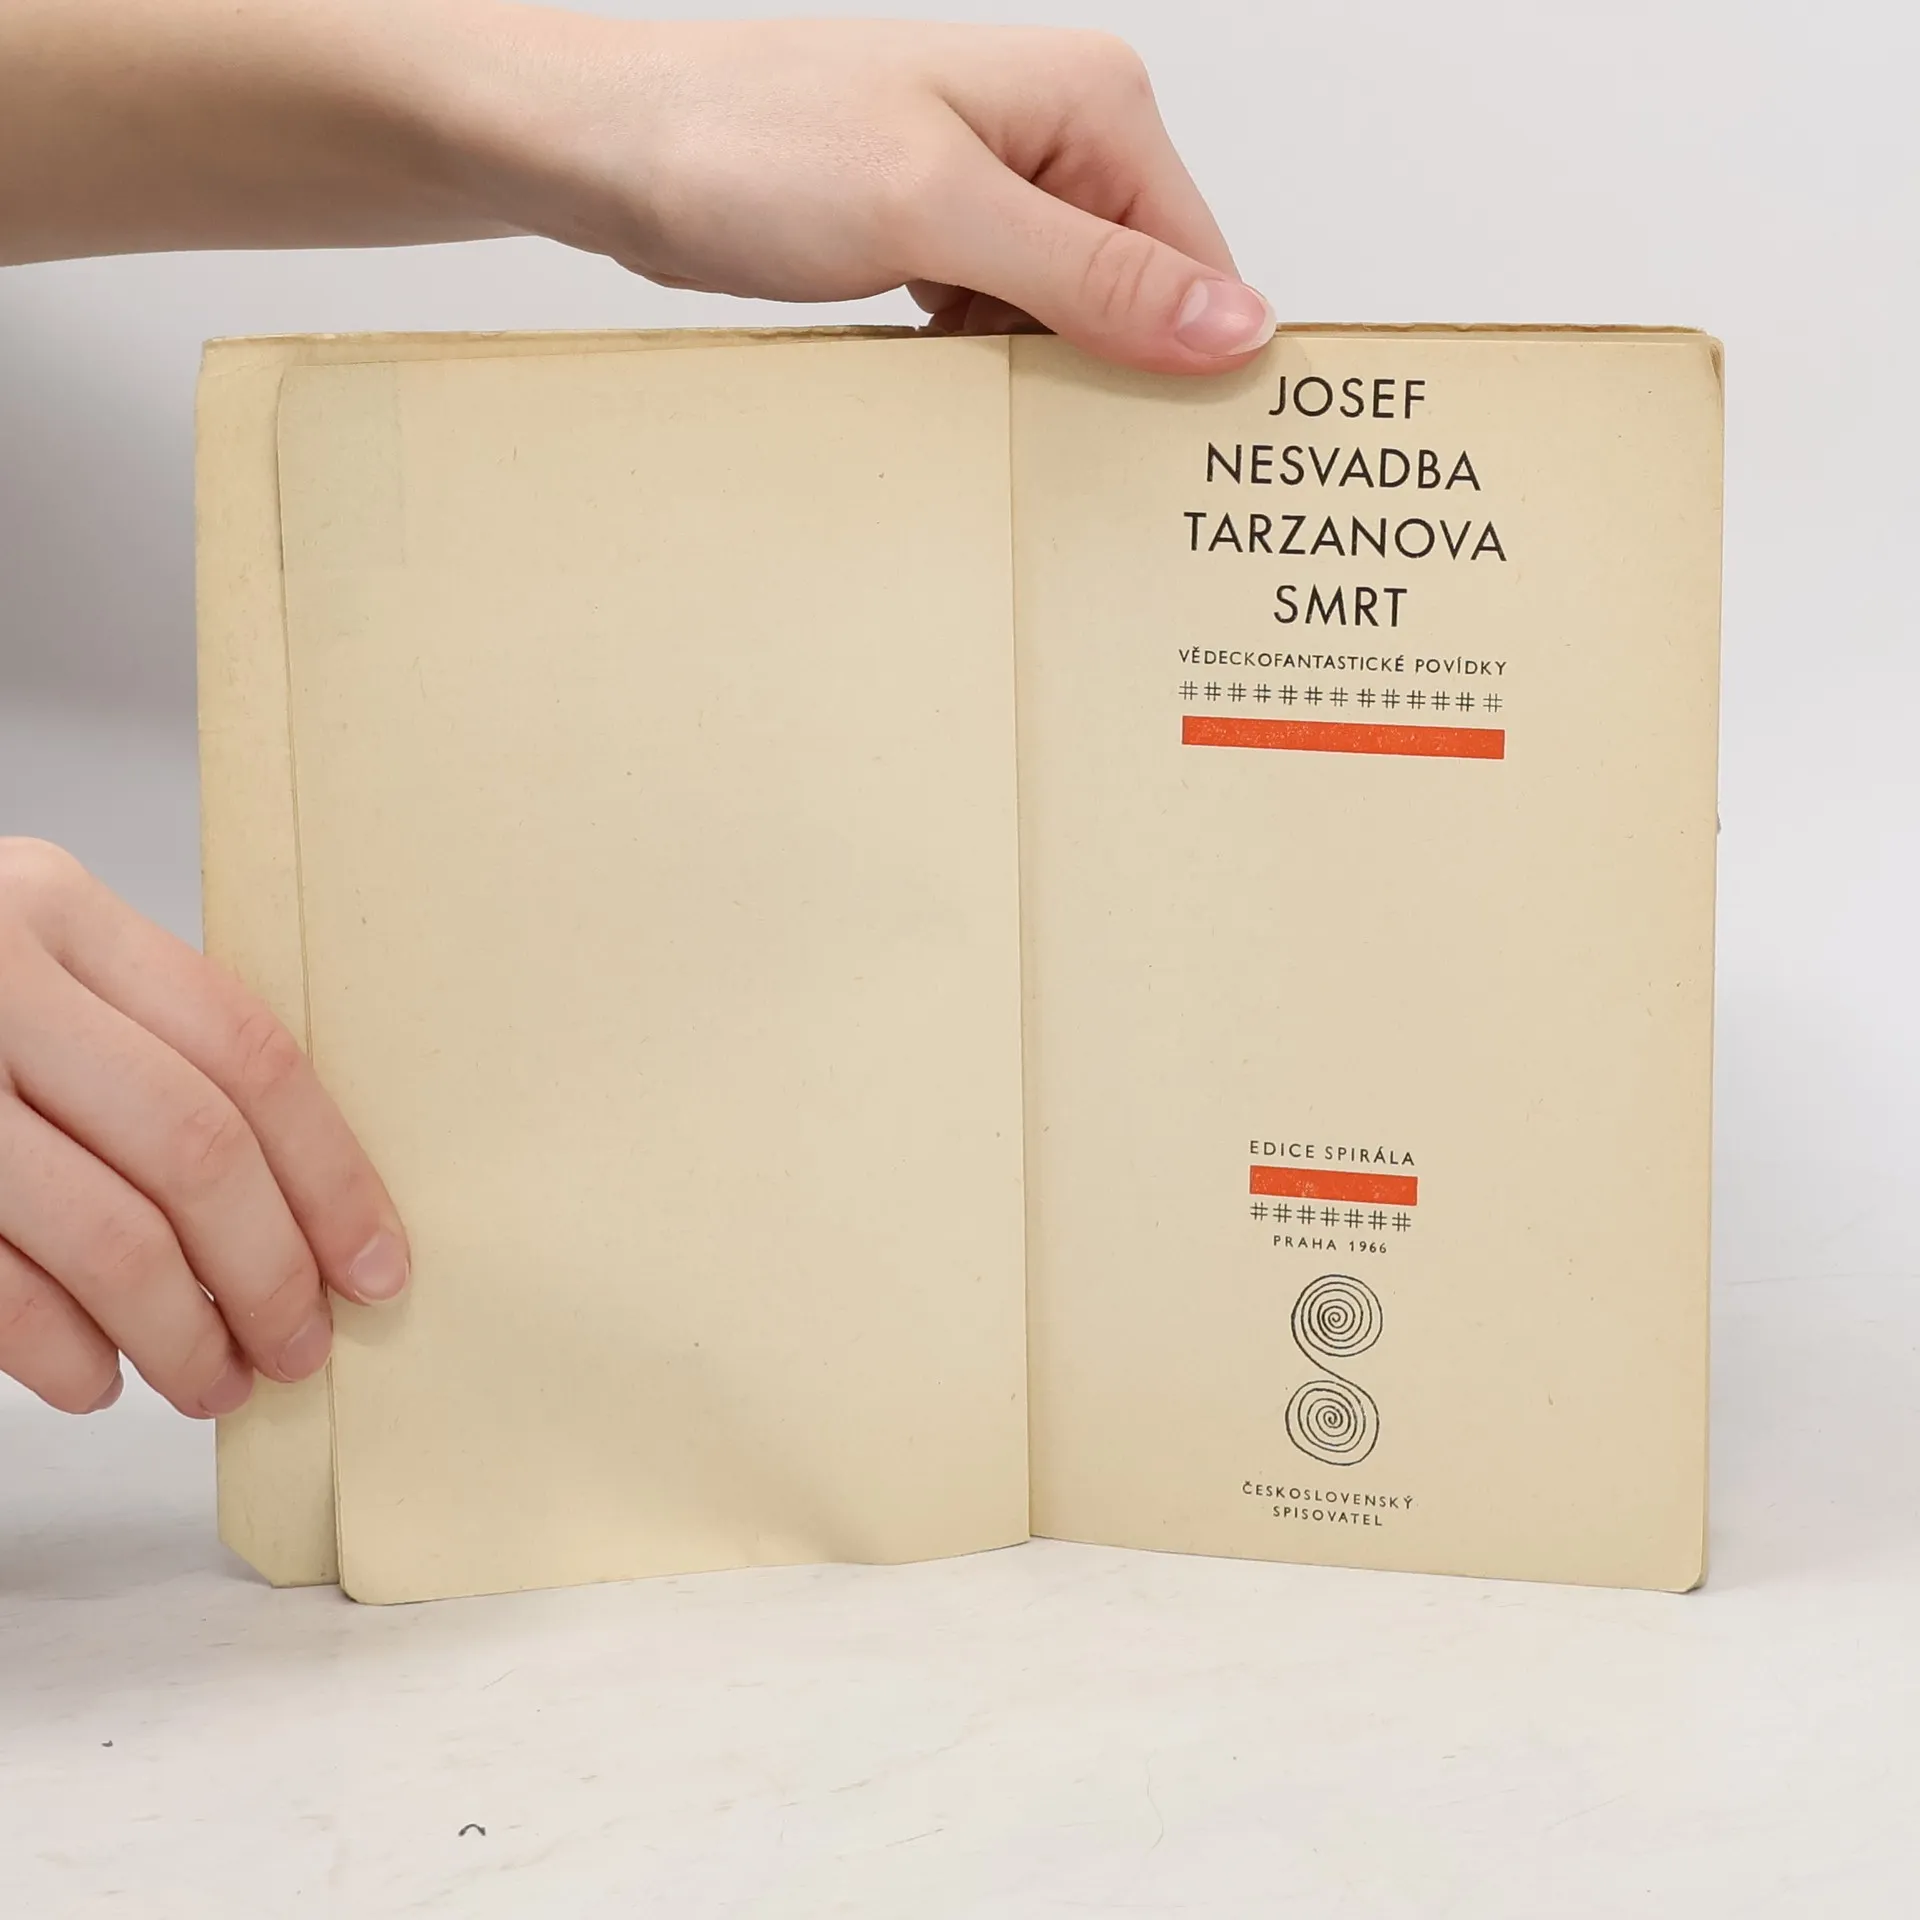 JOSEF
NESVADBA
TARZANOVA
SMRT
VĚDECKOFANTASTICKÉ POVÍDKY
#############
EDICE SPIRÁLA
#######
PRAHA 1966
ČESKOSLOVENSKÝ
SPISOVATEL